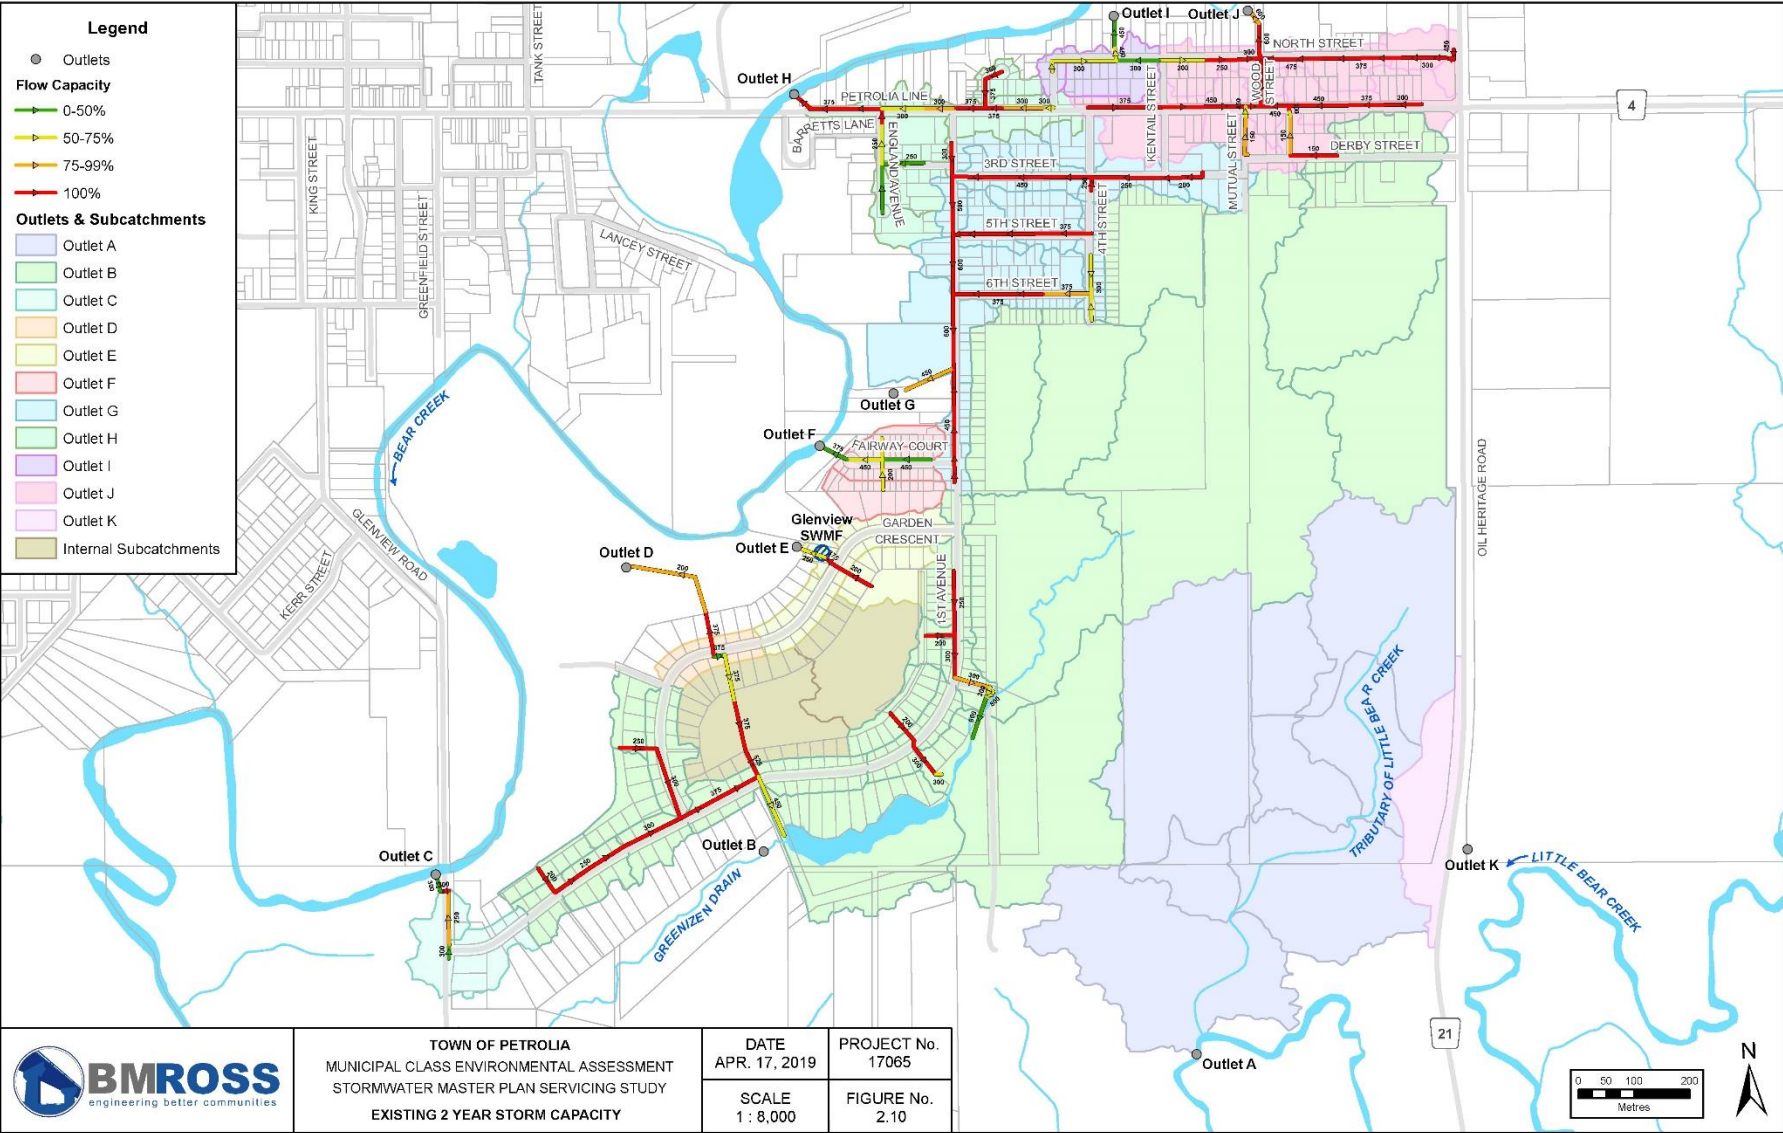 Legend
Outlets
Flow Capacity
0-50%
50-75%
75-99%
100%
Outlets & Subcatchments
Outlet A
Outlet B
Outlet C
Outlet D
Outlet E
Outlet F
Outlet G
Outlet H
Outlet I
Outlet J
Outlet K
Internal Subcatchments
TANK STREET
KING STREET
GREENFIELD STREET
LANCEY STREET
Outlet H
Outlet I
Outlet J
NORTH STREET
PETROLIA LINE
BARRETTS LANE
ENGLAND AVENUE
KENTAIL STREET
WOOD
STREET
MUTUAL STREET
DERBY STREET
4
3RD STREET
4TH STREET
5TH STREET
6TH STREET
Outlet G
Outlet F
FAIRWAY COURT
BEAR CREEK
GLENVIEW ROAD
KERR STREET
Glenview
SWMF
GARDEN
CRESCENT
Outlet E
Outlet D
1ST AVENUE
OIL HERITAGE ROAD
TRIBUTARY OF LITTLE BEAR CREEK
Outlet C
Outlet B
GREENIZEN DRAIN
Outlet K
LITTLE BEAR CREEK
Outlet A
21
BMROSS
engineering better communities
TOWN OF PETROLIA
MUNICIPAL CLASS ENVIRONMENTAL ASSESSMENT
STORMWATER MASTER PLAN SERVICING STUDY
EXISTING 2 YEAR STORM CAPACITY
DATE
APR. 17, 2019
PROJECT No.
17065
SCALE
1 : 8,000
FIGURE No.
2.10
0 50 100 200
Metres
N